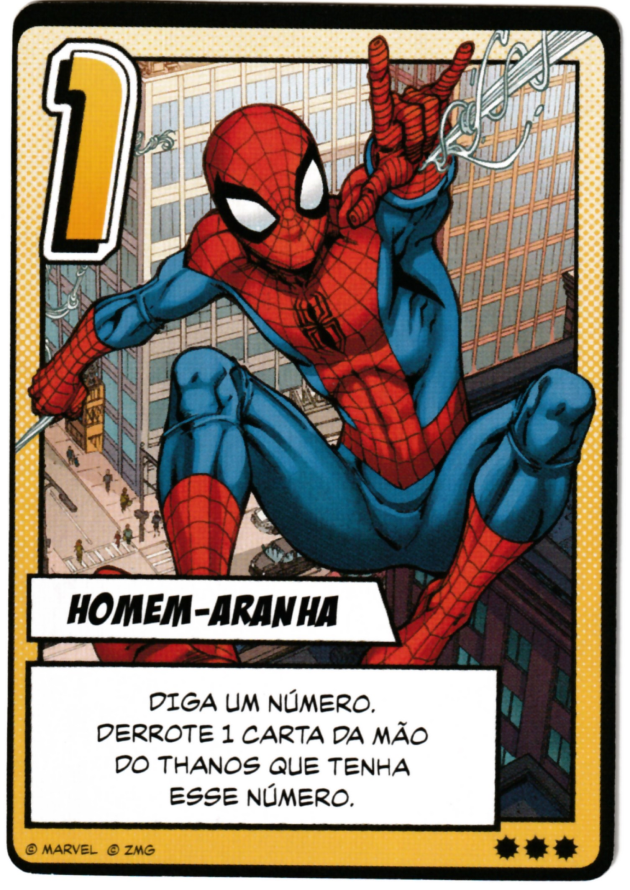 1
HOMEM-ARANHA
DIGA UM NÚMERO.
DERROTE 1 CARTA DA MÃO
DO THANOS QUE TENHA
ESSE NÚMERO.
© MARVEL © ZMG